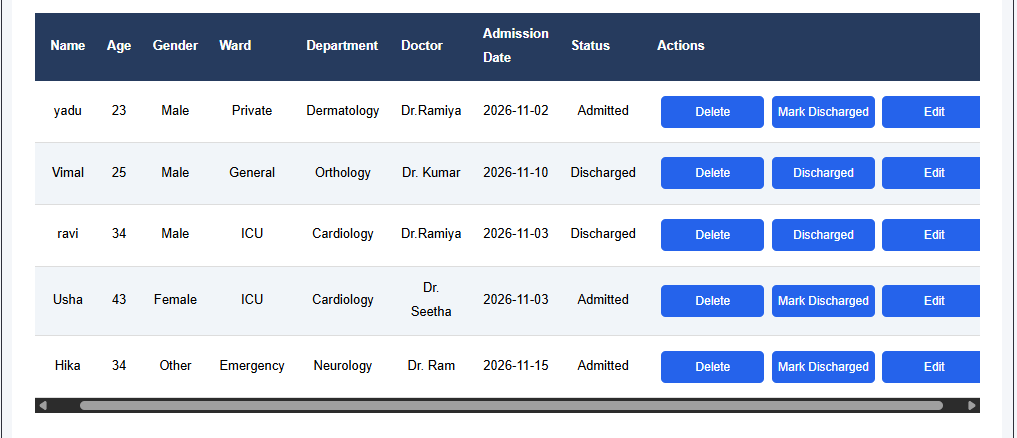 Name Age Gender Ward Department Doctor Admission Date Status Actions
yadu 23 Male Private Dermatology Dr.Ramiya 2026-11-02 Admitted Delete Mark Discharged Edit
Vimal 25 Male General Orthology Dr. Kumar 2026-11-10 Discharged Delete Discharged Edit
ravi 34 Male ICU Cardiology Dr.Ramiya 2026-11-03 Discharged Delete Discharged Edit
Usha 43 Female ICU Cardiology Dr. Seetha 2026-11-03 Admitted Delete Mark Discharged Edit
Hika 34 Other Emergency Neurology Dr. Ram 2026-11-15 Admitted Delete Mark Discharged Edit